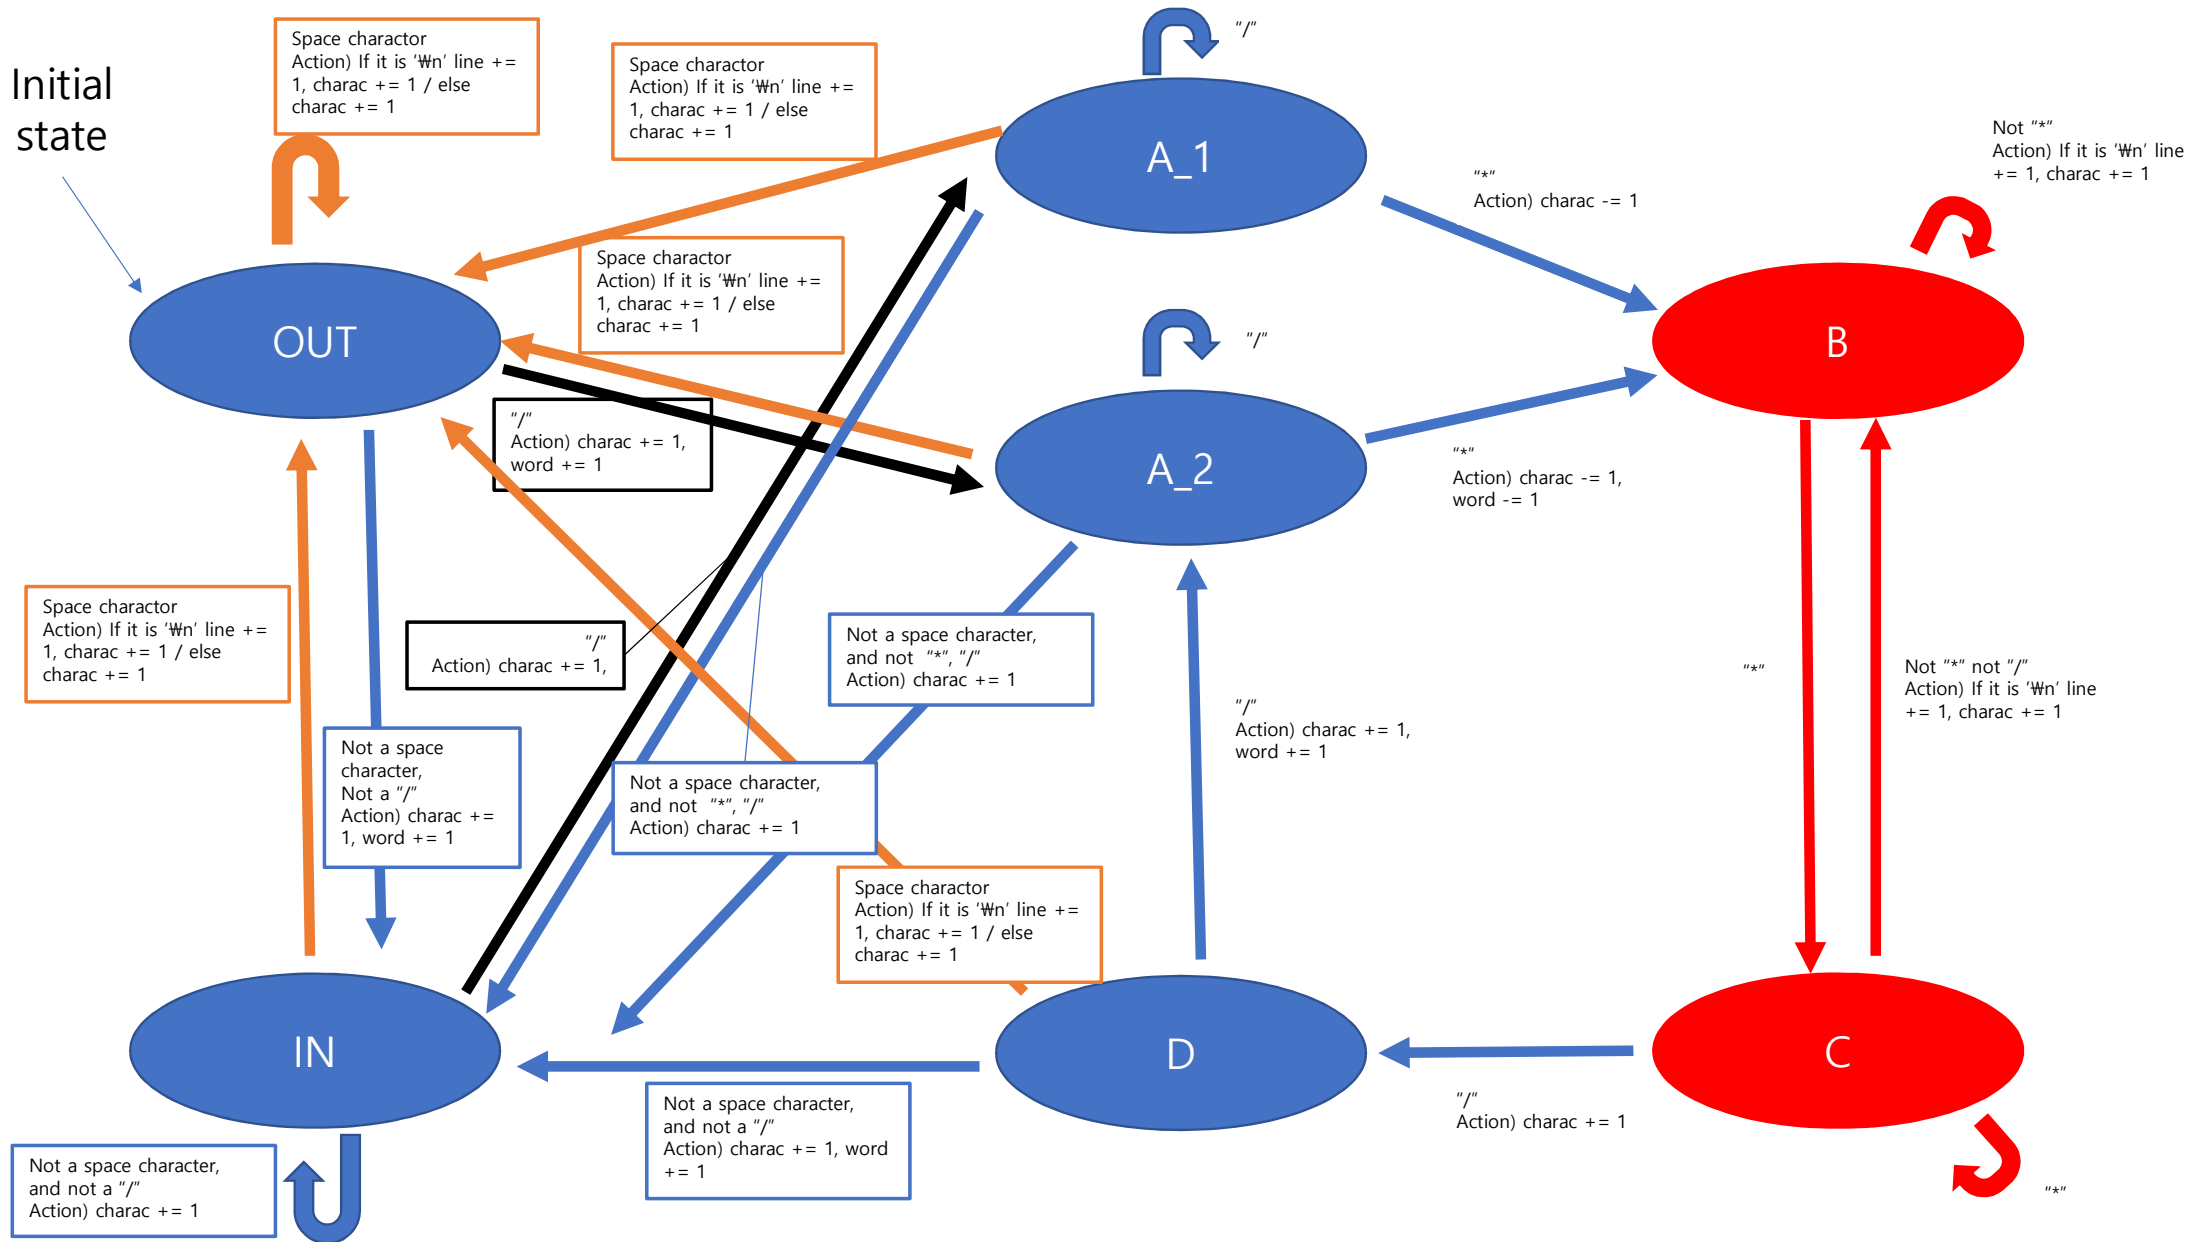 Initial
state
Space charactor
Action) If it is ‘₩n’ line +=
1, charac += 1 / else
charac += 1
Space charactor
Action) If it is ‘₩n’ line +=
1, charac += 1 / else
charac += 1
"/"
A_1
Not "*"
Action) If it is ‘₩n’ line
+= 1, charac += 1
"*"
Action) charac -= 1
Space charactor
Action) If it is ‘₩n’ line +=
1, charac += 1 / else
charac += 1
OUT
"/"
B
"/"
Action) charac += 1,
word += 1
A_2
"*"
Action) charac -= 1,
word -= 1
Space charactor
Action) If it is ‘₩n’ line +=
1, charac += 1 / else
charac += 1
"/"
Action) charac += 1,
Not a space character,
and not "*", "/"
Action) charac += 1
"/"
Action) charac += 1,
word += 1
"*"
Not "*" not "/"
Action) If it is ‘₩n’ line
+= 1, charac += 1
Not a space
character,
Not a "/"
Action) charac +=
1, word += 1
Not a space character,
and not "*", "/"
Action) charac += 1
Space charactor
Action) If it is ‘₩n’ line +=
1, charac += 1 / else
charac += 1
IN
D
C
Not a space character,
and not a "/"
Action) charac += 1, word
+= 1
"/"
Action) charac += 1
Not a space character,
and not a "/"
Action) charac += 1
"*"